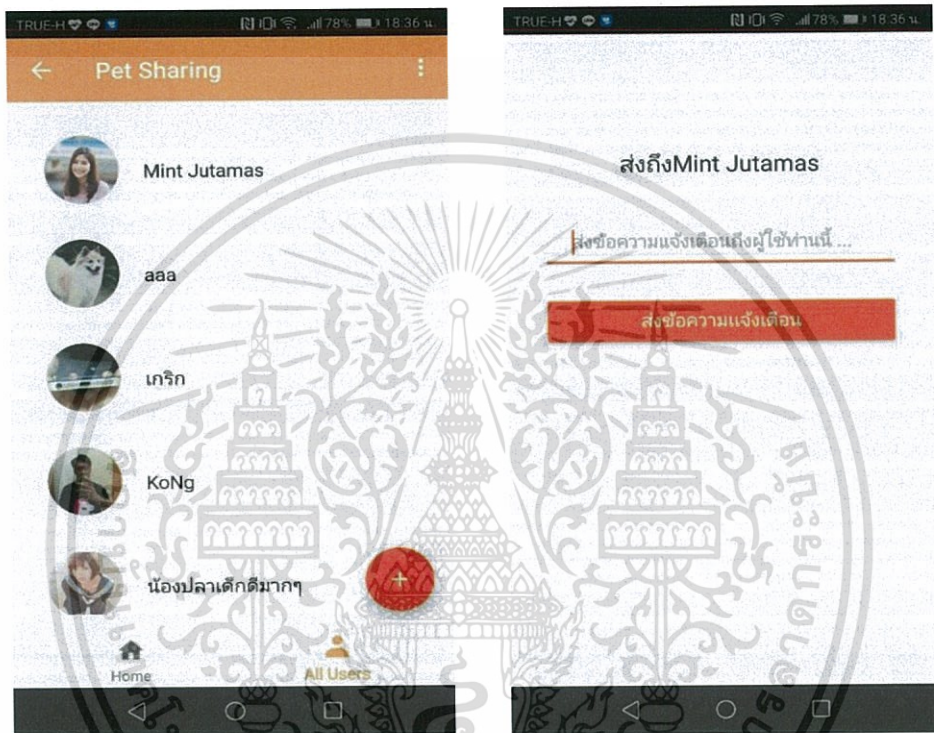 TRUE-H 78% 18.36 น.
Pet Sharing
Mint Jutamas
aaa
เกริก
KoNg
น้องปลาเด็กดีมากๆ
Home
All Users
TRUE-H 78% 18.36 น.
ส่งถึงMint Jutamas
ส่งข้อความแจ้งเตือนถึงผู้ใช้ท่านนี้ ...
ส่งข้อความแจ้งเตือน